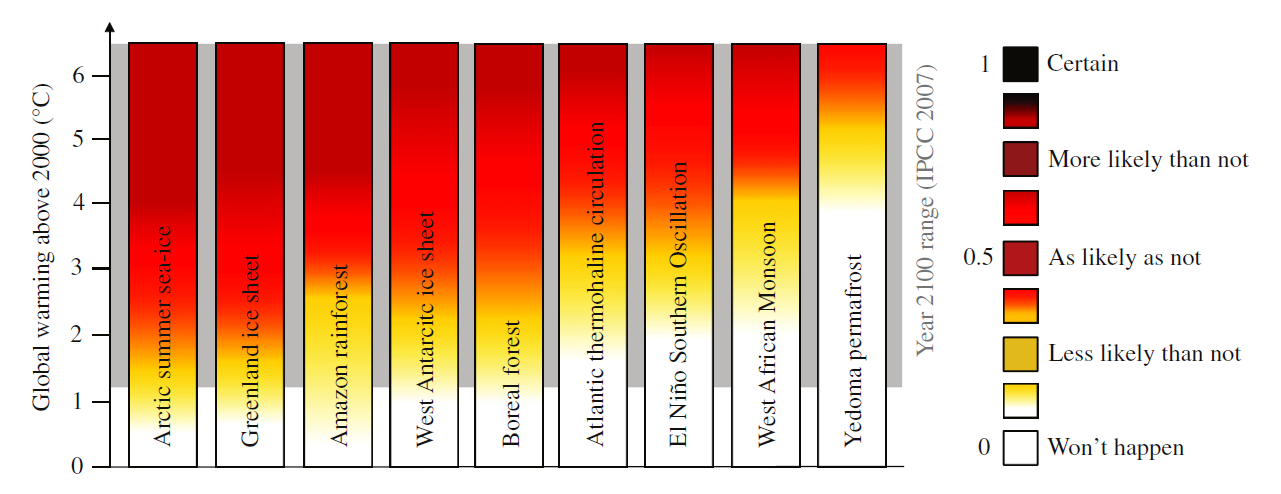 Global warming above 2000 (°C)
6
5
4
3
2
1
0
Arctic summer sea-ice
Greenland ice sheet
Amazon rainforest
West Antarcitc ice sheet
Boreal forest
Atlantic thermohaline circulation
El Niño Southern Oscillation
West African Monsoon
Yedoma permafrost
Year 2100 range (IPCC 2007)
1 Certain
More likely than not
0.5 As likely as not
Less likely than not
0 Won't happen